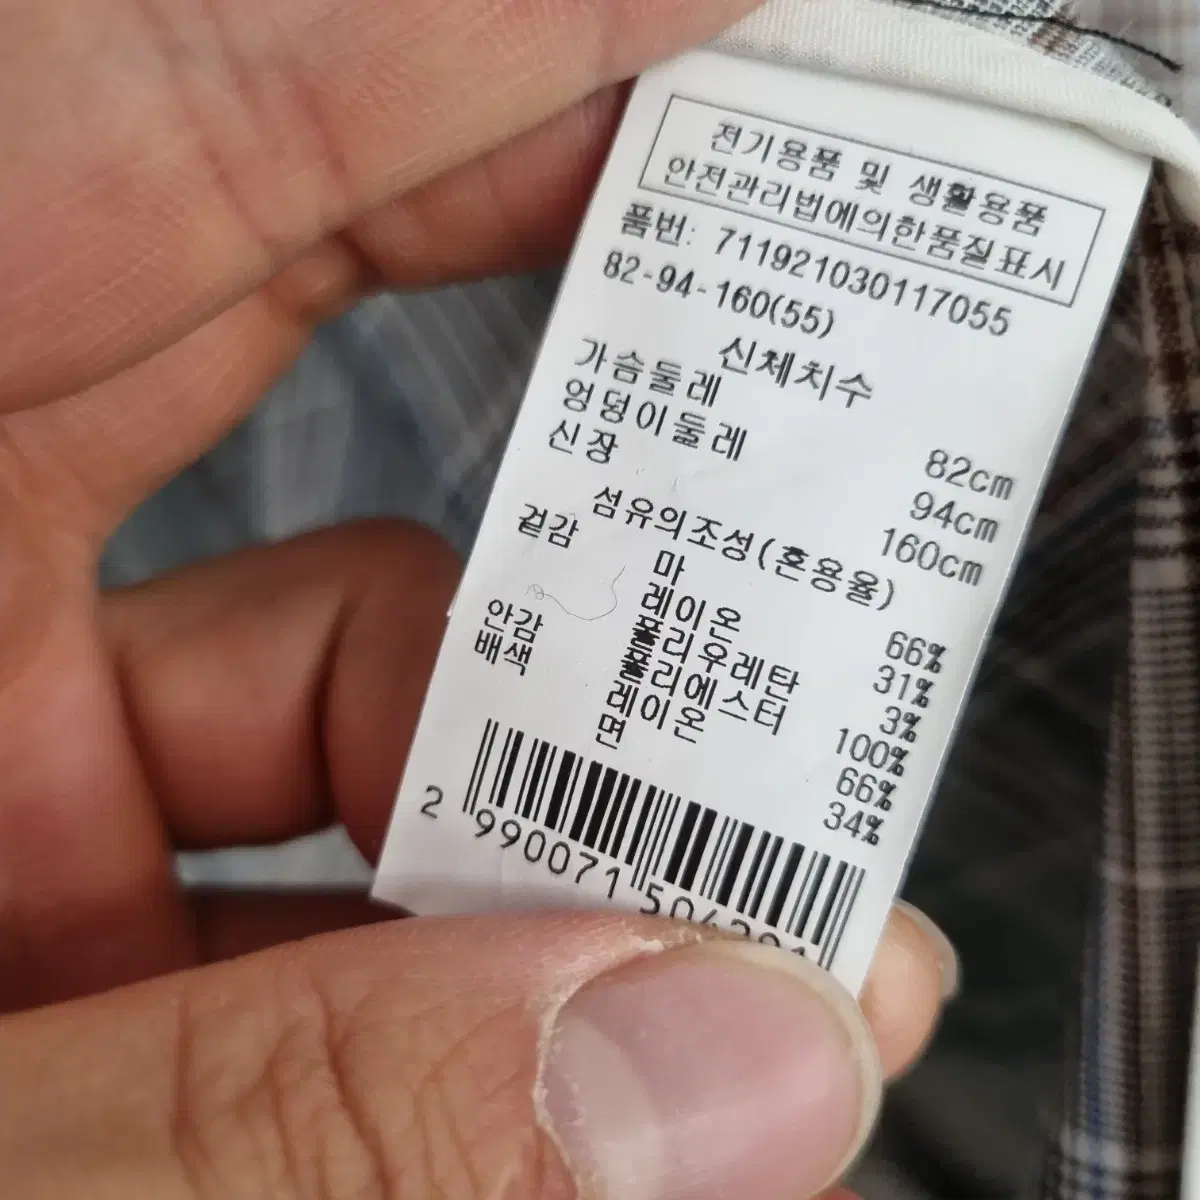 전기용품 및 생활용품
안전관리법에의한품질표시
품번: 711921030117055
82-94-160(55)
신체치수
가슴둘레 82cm
엉덩이둘레 94cm
신장 160cm
섬유의조성(혼용율)
겉감 마 66%
레이온 31%
폴리우레탄 3%
안감 폴리에스터 100%
배색 레이온 66%
면 34%
2 990071